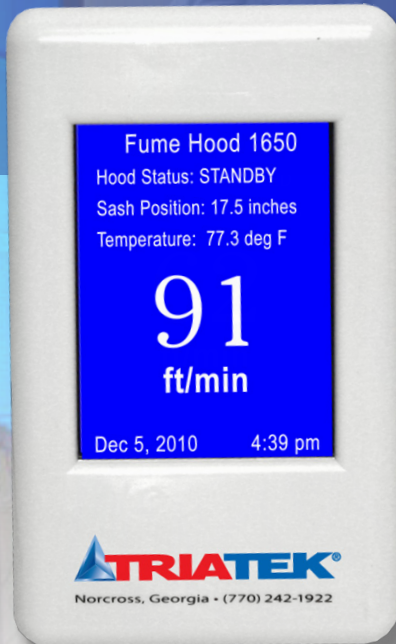 Fume Hood 1650
Hood Status: STANDBY
Sash Position: 17.5 inches
Temperature: 77.3 deg F
91
ft/min
Dec 5, 2010 4:39 pm
TRIATEK®
Norcross, Georgia • (770) 242-1922